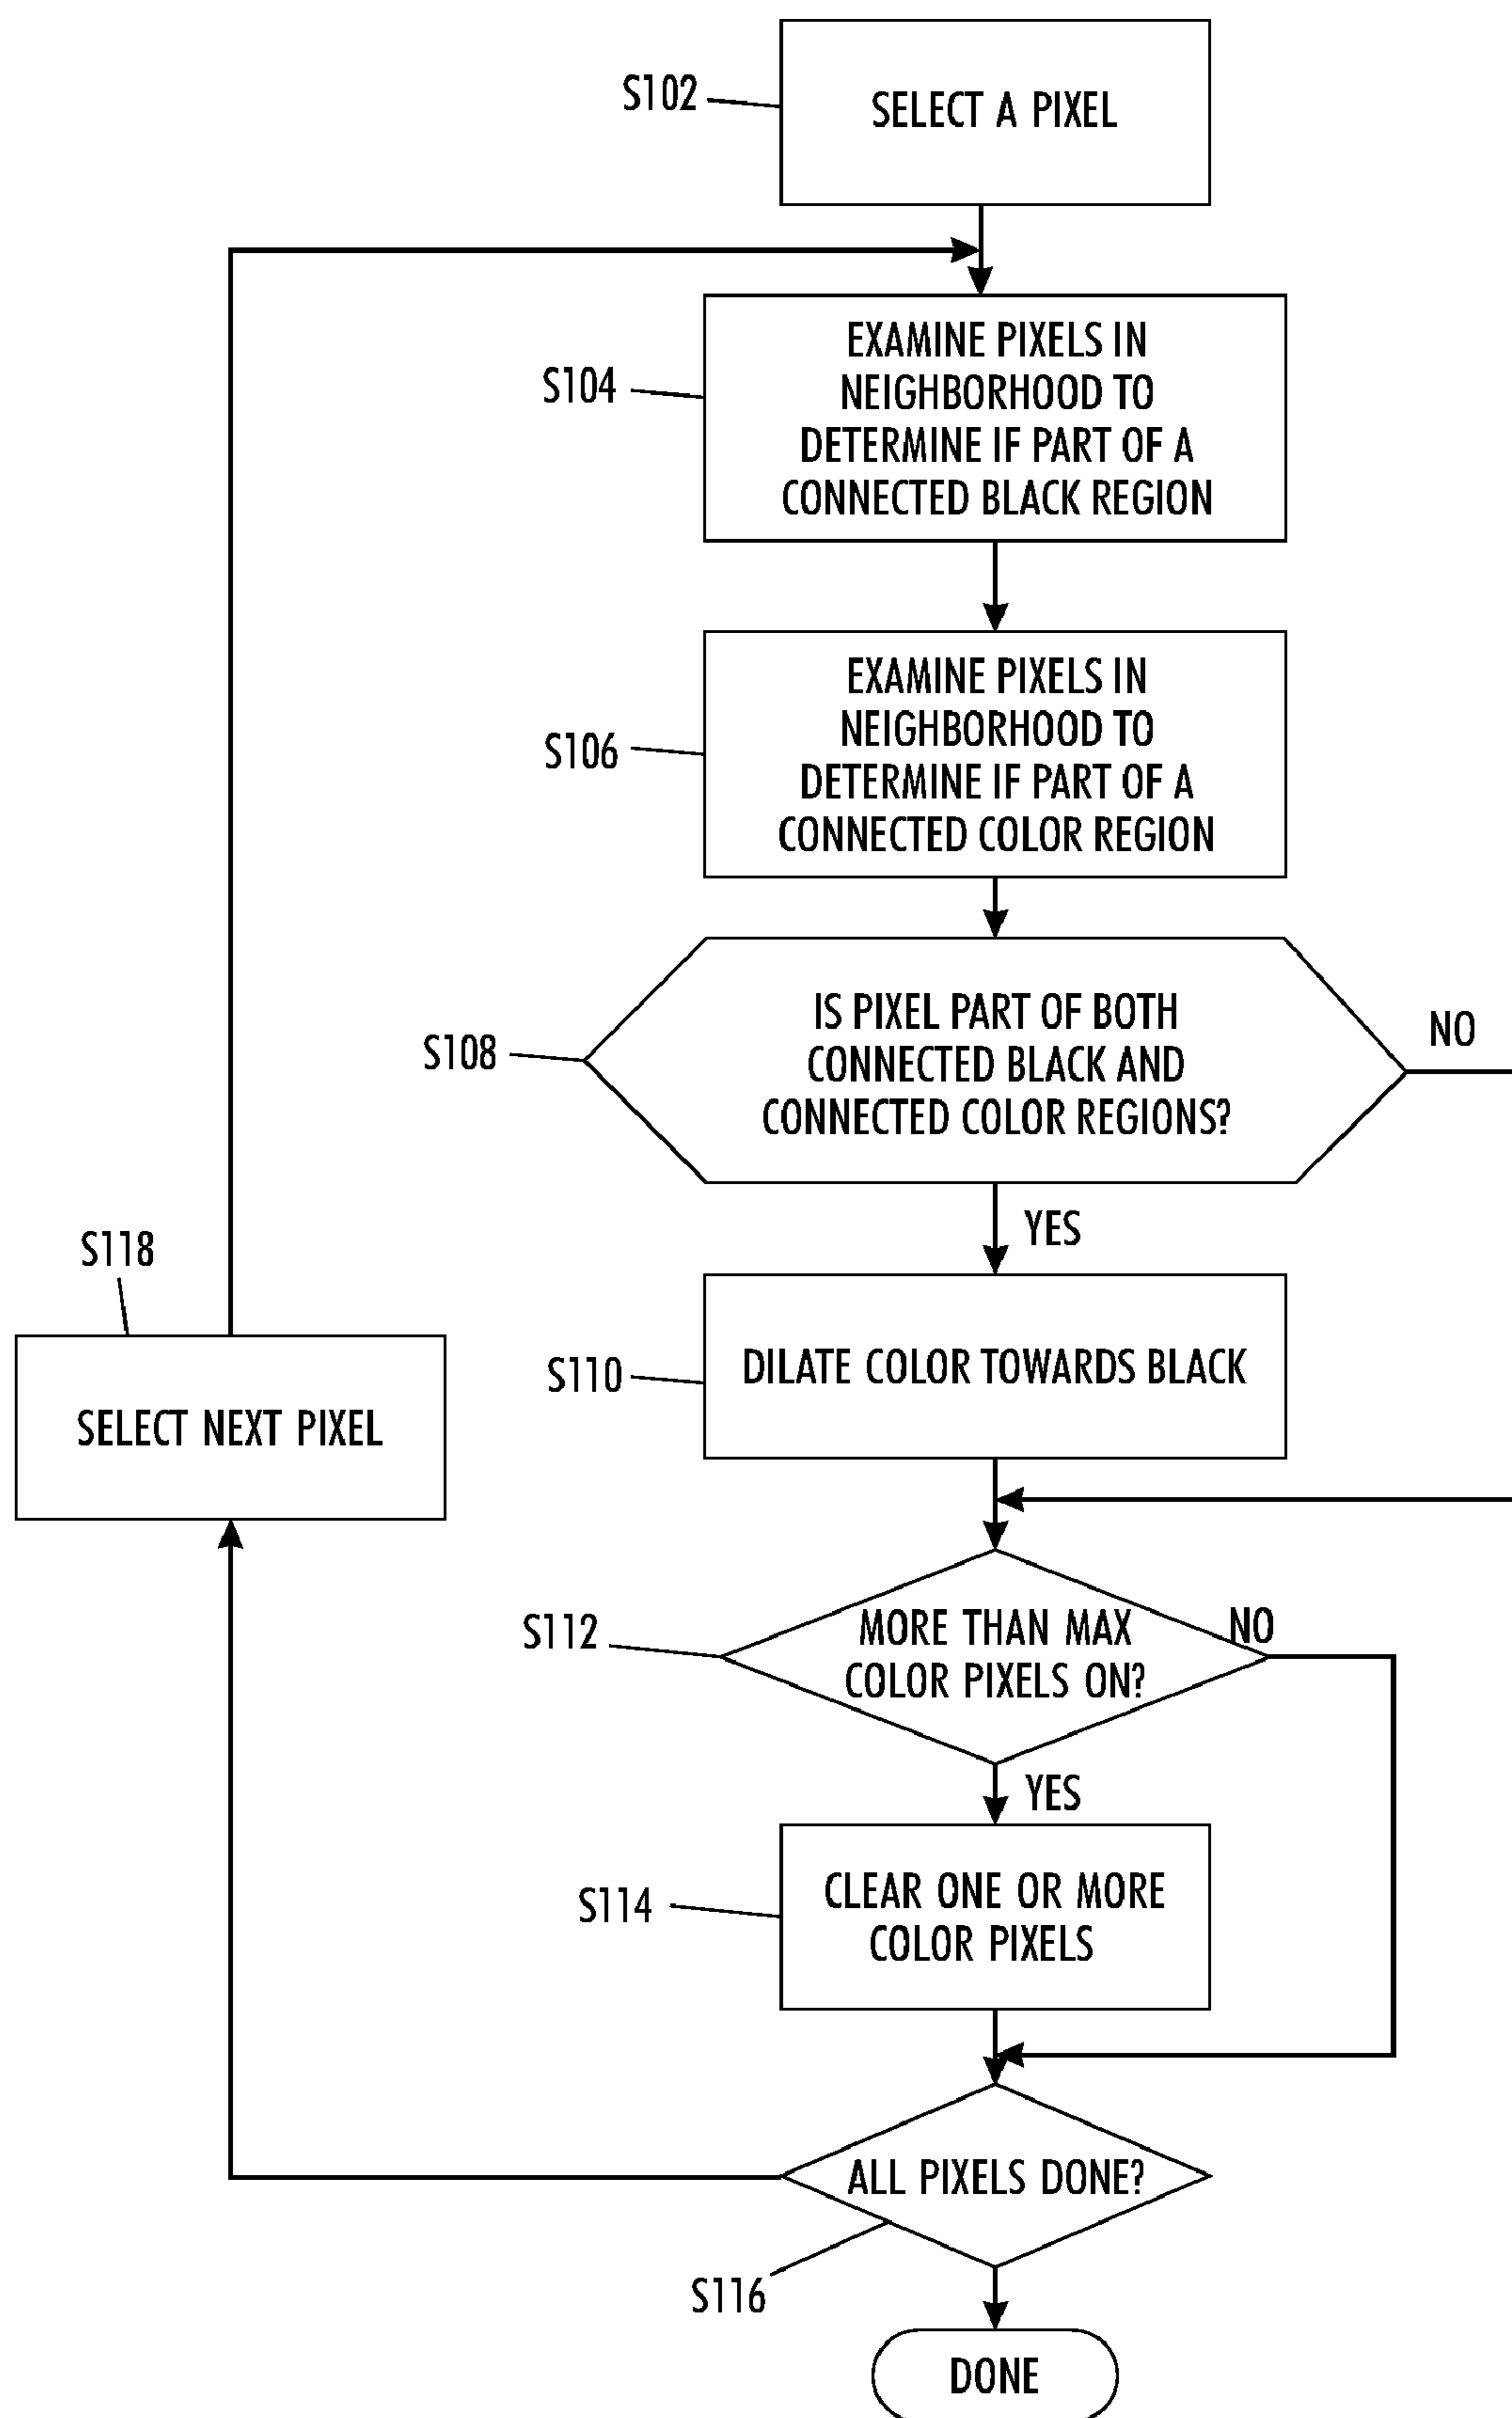 S102
SELECT A PIXEL
S104
EXAMINE PIXELS IN
NEIGHBORHOOD TO
DETERMINE IF PART OF A
CONNECTED BLACK REGION
S106
EXAMINE PIXELS IN
NEIGHBORHOOD TO
DETERMINE IF PART OF A
CONNECTED COLOR REGION
S108
IS PIXEL PART OF BOTH
CONNECTED BLACK AND
CONNECTED COLOR REGIONS?
NO
YES
S110
DILATE COLOR TOWARDS BLACK
S118
SELECT NEXT PIXEL
S112
MORE THAN MAX
COLOR PIXELS ON?
NO
YES
S114
CLEAR ONE OR MORE
COLOR PIXELS
ALL PIXELS DONE?
S116
DONE